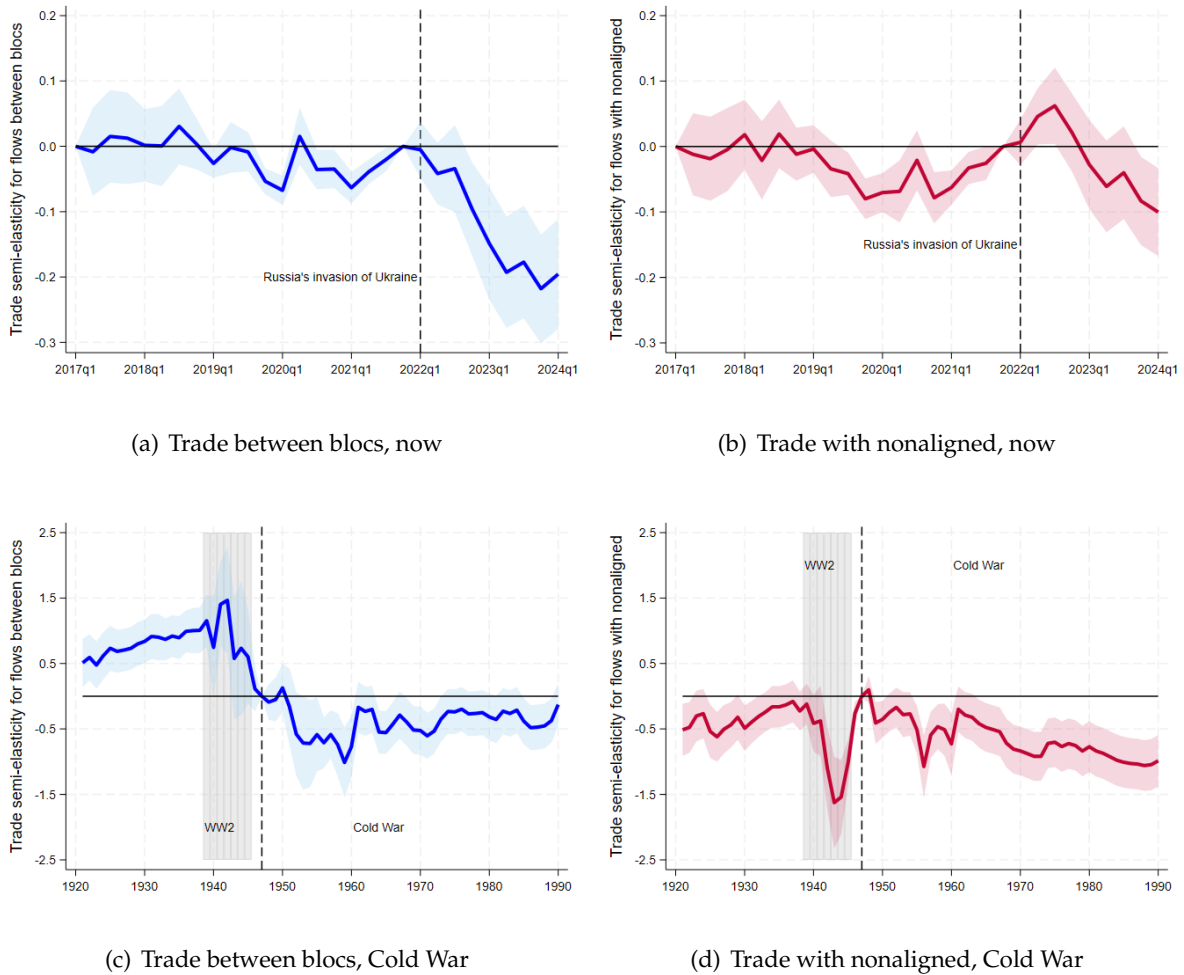 Trade semi-elasticity for flows between blocs
0.2
0.1
0.0
-0.1
-0.2
-0.3
Russia's invasion of Ukraine
2017q1 2018q1 2019q1 2020q1 2021q1 2022q1 2023q1 2024q1
(a) Trade between blocs, now
Trade semi-elasticity for flows with nonaligned
0.2
0.1
0.0
-0.1
-0.2
-0.3
Russia's invasion of Ukraine
2017q1 2018q1 2019q1 2020q1 2021q1 2022q1 2023q1 2024q1
(b) Trade with nonaligned, now
Trade semi-elasticity for flows between blocs
2.5
1.5
0.5
-0.5
-1.5
-2.5
WW2
Cold War
1920 1930 1940 1950 1960 1970 1980 1990
(c) Trade between blocs, Cold War
Trade semi-elasticity for flows with nonaligned
2.5
1.5
0.5
-0.5
-1.5
-2.5
WW2
Cold War
1920 1930 1940 1950 1960 1970 1980 1990
(d) Trade with nonaligned, Cold War